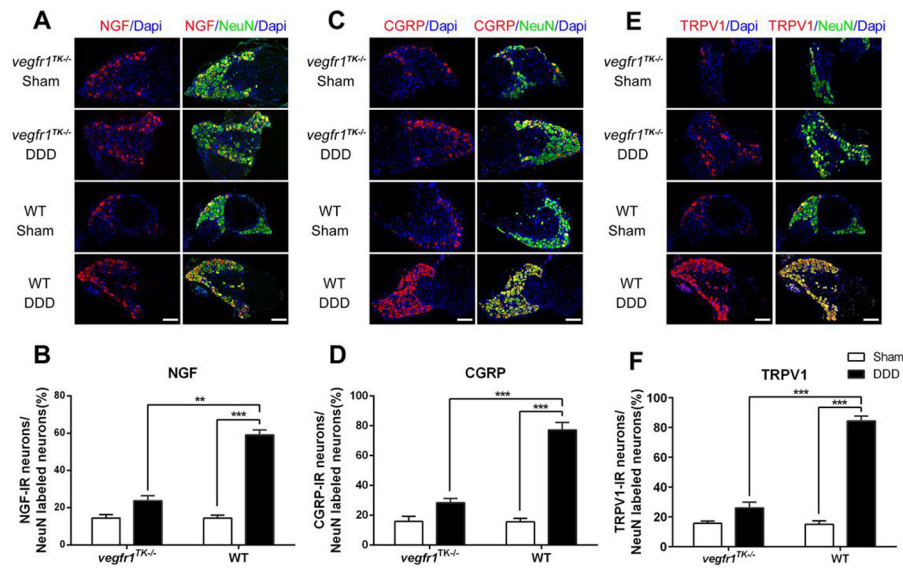 A
NGF/Dapi
NGF/NeuN/Dapi
vegfr1TK-/-
Sham
vegfr1TK-/-
DDD
WT
Sham
WT
DDD
C
CGRP/Dapi
CGRP/NeuN/Dapi
vegfr1TK-/-
Sham
vegfr1TK-/-
DDD
WT
Sham
WT
DDD
E
TRPV1/Dapi
TRPV1/NeuN/Dapi
vegfr1TK-/-
Sham
vegfr1TK-/-
DDD
WT
Sham
WT
DDD
B
NGF
NGF-IR neurons/
NeuN labeled neurons(%)
80
60
40
20
0
**
***
vegfr1TK-/-
WT
D
CGRP
CGRP-IR neurons/
NeuN labeled neurons(%)
100
80
60
40
20
0
***
***
vegfr1TK-/-
WT
F
TRPV1
Sham
DDD
TRPV1-IR neurons/
NeuN labeled neurons(%)
100
80
60
40
20
0
***
***
vegfr1TK-/-
WT